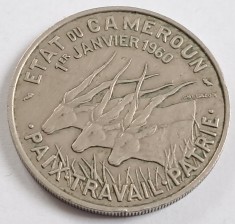 ETAT DU CAMEROUN
1ER JANVIER 1960
PAIX·TRAVAIL·PATRIE